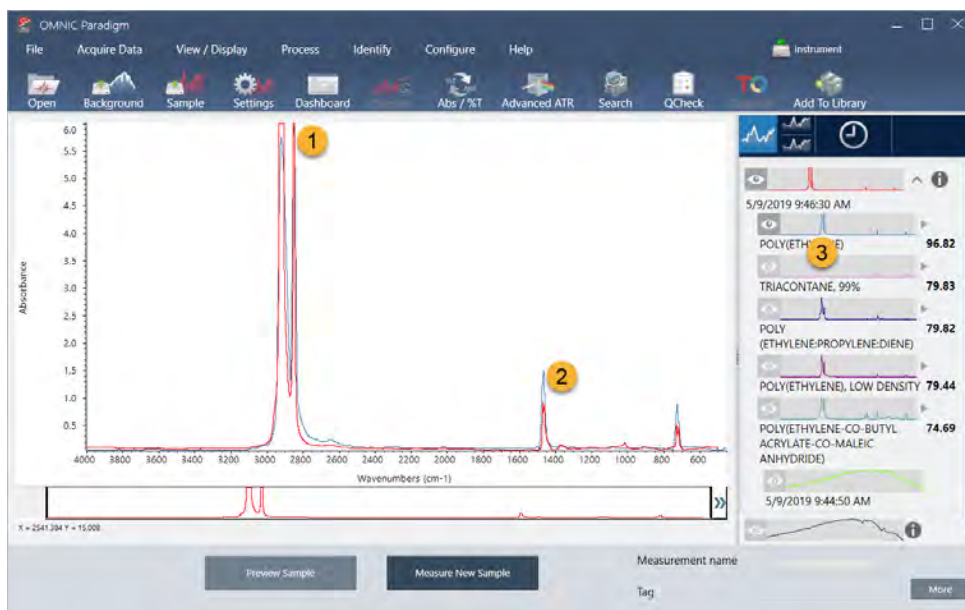 OMNIC Paradigm
File Acquire Data View / Display Process Identify Configure Help Instrument
Open Background Sample Settings Dashboard Abs / %T Advanced ATR Search QCheck TQ Add To Library
6.0
5.5
5.0
4.5
4.0
3.5
3.0
2.5
2.0
1.5
1.0
0.5
Absorbance
1
2
4000 3800 3600 3400 3200 3000 2800 2600 2400 2200 2000 1800 1600 1400 1200 1000 800 600
Wavenumbers (cm-1)
5/9/2019 9:46:30 AM
POLY(ETHYLENE) 96.82
3
TRIACONTANE, 99% 79.83
POLY 79.82
(ETHYLENE:PROPYLENE:DIENE)
POLY(ETHYLENE), LOW DENSITY 79.44
POLY(ETHYLENE-CO-BUTYL 74.69
ACRYLATE-CO-MALEIC
ANHYDRIDE)
5/9/2019 9:44:50 AM
Preview Sample
Measure New Sample
Measurement name
Tag
More